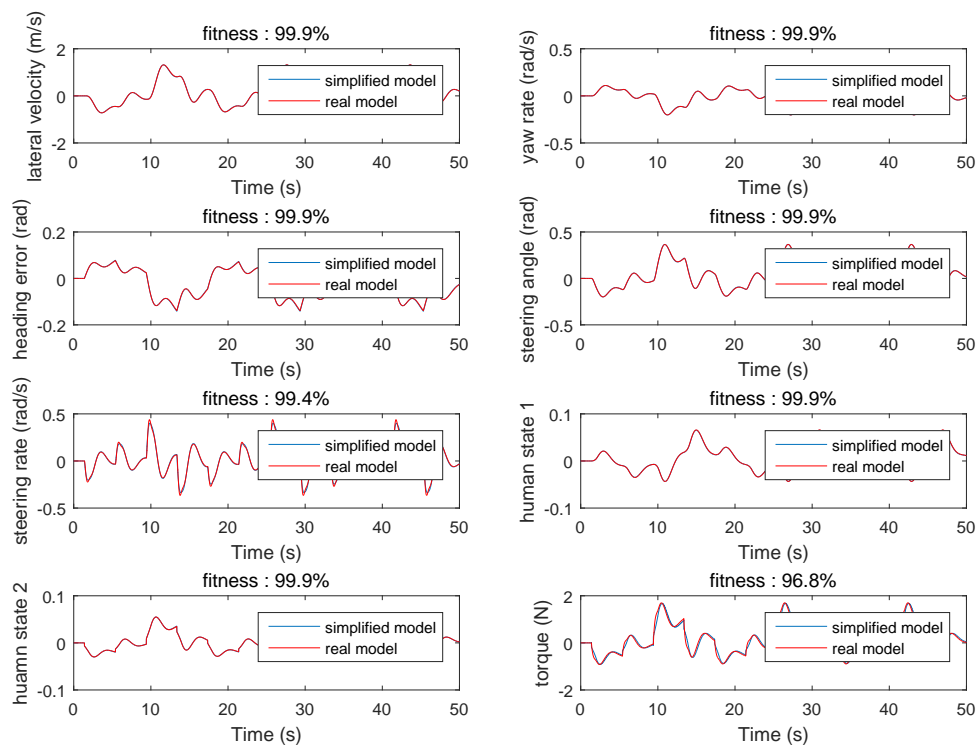 fitness : 99.9%
lateral velocity (m/s)
2
0
-2
simplified model
real model
0 10 20 30 40 50
Time (s)
fitness : 99.9%
yaw rate (rad/s)
0.5
0
-0.5
simplified model
real model
0 10 20 30 40 50
Time (s)
fitness : 99.9%
heading error (rad)
0.2
0
-0.2
simplified model
real model
0 10 20 30 40 50
Time (s)
fitness : 99.9%
steering angle (rad)
0.5
0
-0.5
simplified model
real model
0 10 20 30 40 50
Time (s)
fitness : 99.4%
steering rate (rad/s)
0.5
0
-0.5
simplified model
real model
0 10 20 30 40 50
Time (s)
fitness : 99.9%
human state 1
0.1
0
-0.1
simplified model
real model
0 10 20 30 40 50
Time (s)
fitness : 99.9%
huamn state 2
0.1
0
-0.1
simplified model
real model
0 10 20 30 40 50
Time (s)
fitness : 96.8%
torque (N)
2
0
-2
simplified model
real model
0 10 20 30 40 50
Time (s)